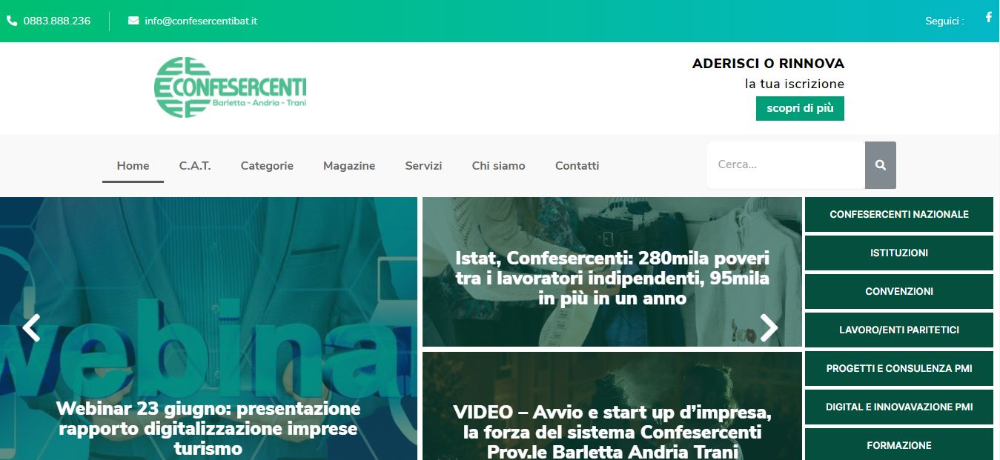 0883.888.236
info@confesercentibat.it
Seguici :
CONFESERCENTI
Barletta - Andria - Trani
ADERISCI O RINNOVA
la tua iscrizione
scopri di più
Home
C.A.T.
Categorie
Magazine
Servizi
Chi siamo
Contatti
Cerca...
webina
Webinar 23 giugno: presentazione
rapporto digitalizzazione imprese
turismo
Istat, Confesercenti: 280mila poveri
tra i lavoratori indipendenti, 95mila
in più in un anno
VIDEO – Avvio e start up d’impresa,
la forza del sistema Confesercenti
Prov.le Barletta Andria Trani
CONFESERCENTI NAZIONALE
ISTITUZIONI
CONVENZIONI
LAVORO/ENTI PARITETICI
PROGETTI E CONSULENZA PMI
DIGITAL E INNOVAVAZIONE PMI
FORMAZIONE